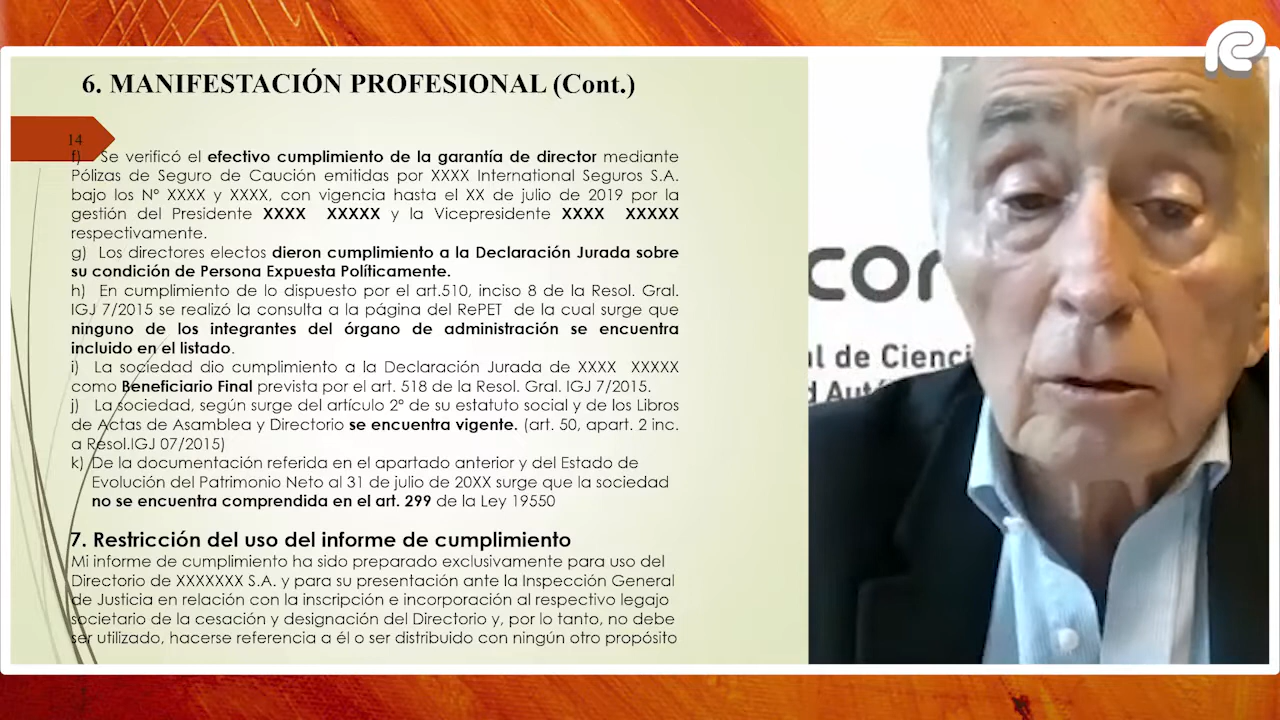 6. MANIFESTACIÓN PROFESIONAL (Cont.)
14
f) Se verificó el efectivo cumplimiento de la garantía de director mediante
Pólizas de Seguro de Caución emitidas por XXXX International Seguros S.A.
bajo los N° XXXX y XXXX, con vigencia hasta el XX de julio de 2019 por la
gestión del Presidente XXXX XXXXX y la Vicepresidente XXXX XXXXX
respectivamente.
g) Los directores electos dieron cumplimiento a la Declaración Jurada sobre
su condición de Persona Expuesta Políticamente.
h) En cumplimiento de lo dispuesto por el art.510, inciso 8 de la Resol. Gral.
IGJ 7/2015 se realizó la consulta a la página del RePET de la cual surge que
ninguno de los integrantes del órgano de administración se encuentra
incluido en el listado.
i) La sociedad dio cumplimiento a la Declaración Jurada de XXXX XXXXX
como Beneficiario Final prevista por el art. 518 de la Resol. Gral. IGJ 7/2015.
j) La sociedad, según surge del artículo 2° de su estatuto social y de los Libros
de Actas de Asamblea y Directorio se encuentra vigente. (art. 50, apart. 2 inc.
a Resol.IGJ 07/2015)
k) De la documentación referida en el apartado anterior y del Estado de
Evolución del Patrimonio Neto al 31 de julio de 20XX surge que la sociedad
no se encuentra comprendida en el art. 299 de la Ley 19550
7. Restricción del uso del informe de cumplimiento
Mi informe de cumplimiento ha sido preparado exclusivamente para uso del
Directorio de XXXXXXX S.A. y para su presentación ante la Inspección General
de Justicia en relación con la inscripción e incorporación al respectivo legajo
societario de la cesación y designación del Directorio y, por lo tanto, no debe
ser utilizado, hacerse referencia a él o ser distribuido con ningún otro propósito
con
al de Cienci
d Autó